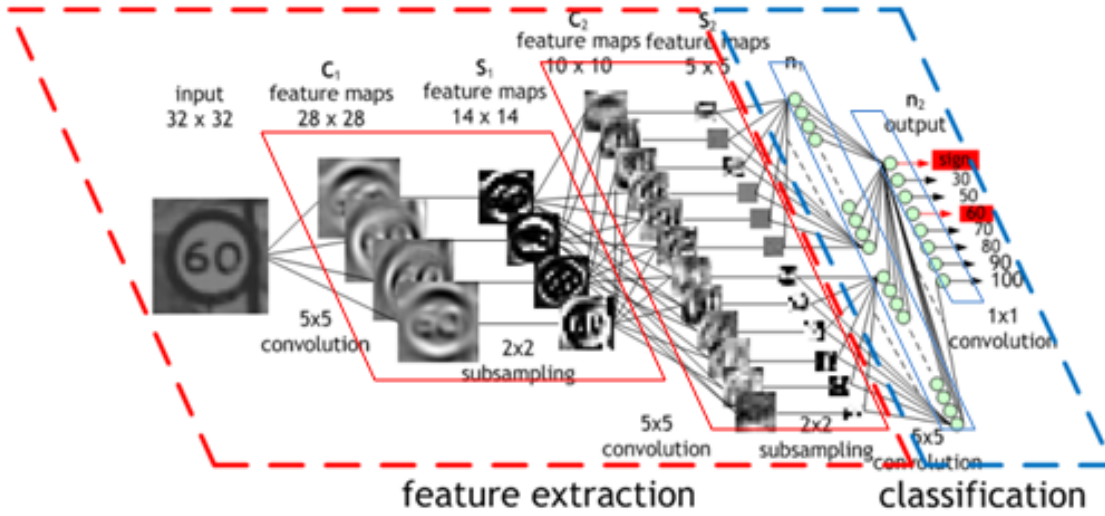 input
32 x 32
C1
feature maps
28 x 28
S1
feature maps
14 x 14
C2
feature maps
10 x 10
S2
feature maps
5 x 5
n1
n2
output
sign
30
50
60
70
80
90
100
60
5x5
convolution
2x2
subsampling
5x5
convolution
2x2
subsampling
5x5
convolution
1x1
convolution
feature extraction
classification